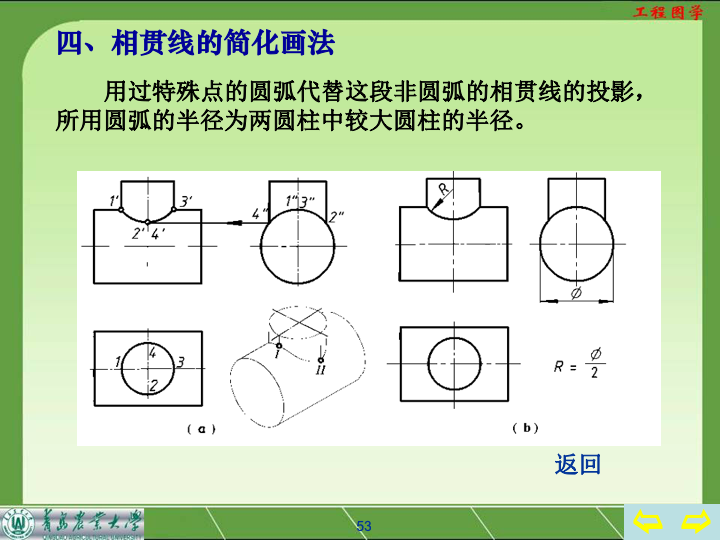 工程图学
四、相贯线的简化画法
用过特殊点的圆弧代替这段非圆弧的相贯线的投影，
所用圆弧的半径为两圆柱中较大圆柱的半径。
1' 3' 4" 1" 3" 2" R
2' 4'
φ
1 4 3 I II R = φ/2
2
( a ) ( b )
返回
青岛农业大学
QINGDAO AGRICULTURAL UNIVERSITY
53